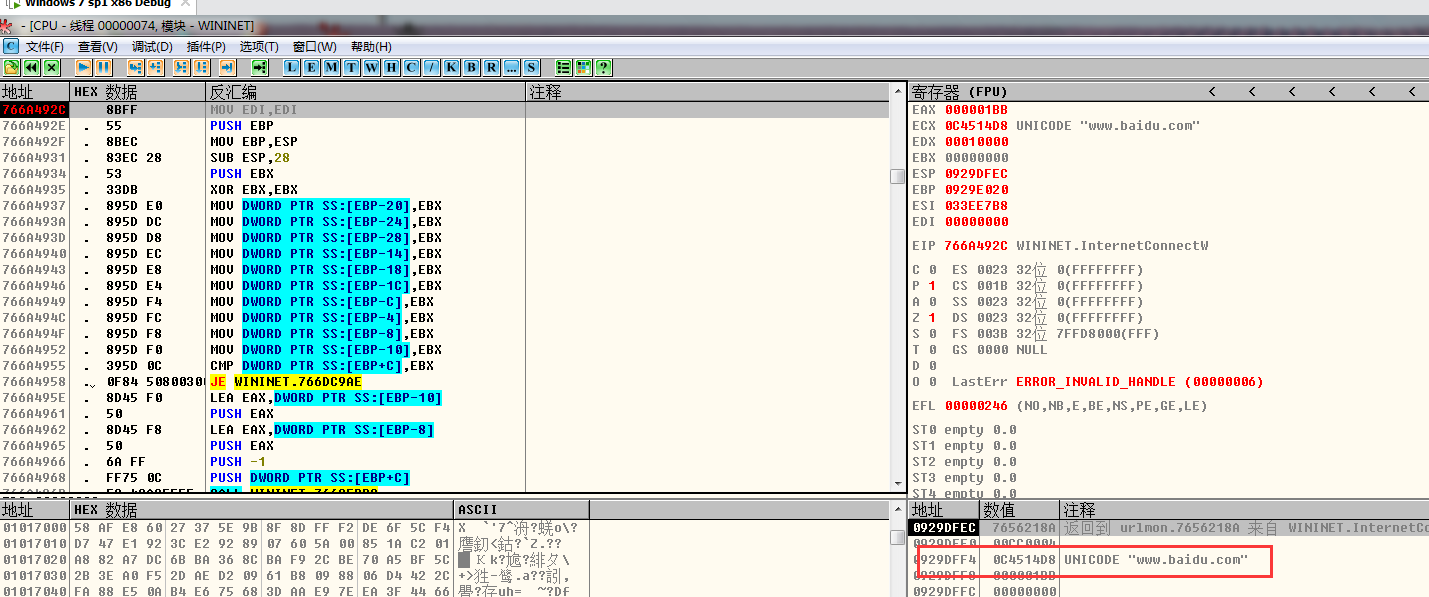 Windows 7 sp1 x86 Debug
- [CPU - 线程 00000074, 模块 - WININET]
C 文件(F) 查看(V) 调试(D) 插件(P) 选项(T) 窗口(W) 帮助(H)
L E M T W H C / K B R ... S ?
地址 HEX 数据 反汇编 注释
766A492C 8BFF MOV EDI,EDI
766A492E . 55 PUSH EBP
766A492F . 8BEC MOV EBP,ESP
766A4931 . 83EC 28 SUB ESP,28
766A4934 . 53 PUSH EBX
766A4935 . 33DB XOR EBX,EBX
766A4937 . 895D E0 MOV DWORD PTR SS:[EBP-20],EBX
766A493A . 895D DC MOV DWORD PTR SS:[EBP-24],EBX
766A493D . 895D D8 MOV DWORD PTR SS:[EBP-28],EBX
766A4940 . 895D EC MOV DWORD PTR SS:[EBP-14],EBX
766A4943 . 895D E8 MOV DWORD PTR SS:[EBP-18],EBX
766A4946 . 895D E4 MOV DWORD PTR SS:[EBP-1C],EBX
766A4949 . 895D F4 MOV DWORD PTR SS:[EBP-C],EBX
766A494C . 895D FC MOV DWORD PTR SS:[EBP-4],EBX
766A494F . 895D F8 MOV DWORD PTR SS:[EBP-8],EBX
766A4952 . 895D F0 MOV DWORD PTR SS:[EBP-10],EBX
766A4955 . 395D 0C CMP DWORD PTR SS:[EBP+C],EBX
766A4958 . 0F84 5080030 JE WININET.766DC9AE
766A495E . 8D45 F0 LEA EAX,DWORD PTR SS:[EBP-10]
766A4961 . 50 PUSH EAX
766A4962 . 8D45 F8 LEA EAX,DWORD PTR SS:[EBP-8]
766A4965 . 50 PUSH EAX
766A4966 . 6A FF PUSH -1
766A4968 . FF75 0C PUSH DWORD PTR SS:[EBP+C]
寄存器 (FPU) < < < < < <
EAX 000001BB
ECX 0C4514D8 UNICODE "www.baidu.com"
EDX 00010000
EBX 00000000
ESP 0929DFEC
EBP 0929E020
ESI 033EE7B8
EDI 00000000
EIP 766A492C WININET.InternetConnectW
C 0 ES 0023 32位 0(FFFFFFFF)
P 1 CS 001B 32位 0(FFFFFFFF)
A 0 SS 0023 32位 0(FFFFFFFF)
Z 1 DS 0023 32位 0(FFFFFFFF)
S 0 FS 003B 32位 7FFD8000(FFF)
T 0 GS 0000 NULL
D 0
O 0 LastErr ERROR_INVALID_HANDLE (00000006)
EFL 00000246 (NO,NB,E,BE,NS,PE,GE,LE)
ST0 empty 0.0
ST1 empty 0.0
ST2 empty 0.0
ST3 empty 0.0
ST4 empty 0.0
地址 HEX 数据 ASCII
01017000 58 AF E8 60 27 37 5E 9B 8F 8D FF F2 DE 6F 5C F4
01017010 D7 47 E1 92 3C E2 92 89 07 60 5A 00 85 1A C2 01
01017020 A8 82 A7 DC 6B BA 36 8C BA F9 2C BE 70 A5 BF 5C
01017030 2B 3E A0 F5 2D AE D2 09 61 B8 09 88 06 D4 42 2C
01017040 FA 88 E5 0A B4 E6 75 68 3D AA E9 7E EA 3F 44 66
地址 数值 注释
0929DFEC 7656218A 返回到 urlmon.7656218A 来自 WININET.InternetCo
0929DFF0 00CC0004
0929DFF4 0C4514D8 UNICODE "www.baidu.com"
0929DFF8 000001BB
0929DFFC 00000000